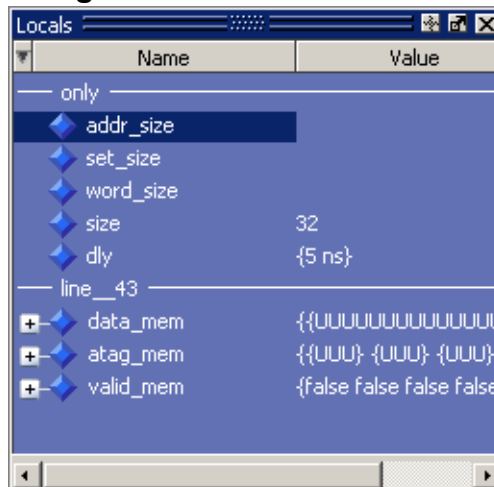 Locals
Name Value
only
addr_size
set_size
word_size
size 32
dly {5 ns}
line__43
data_mem {{UUUUUUUUUUUUU
atag_mem {{UUU} {UUU} {UUU}
valid_mem {false false false false